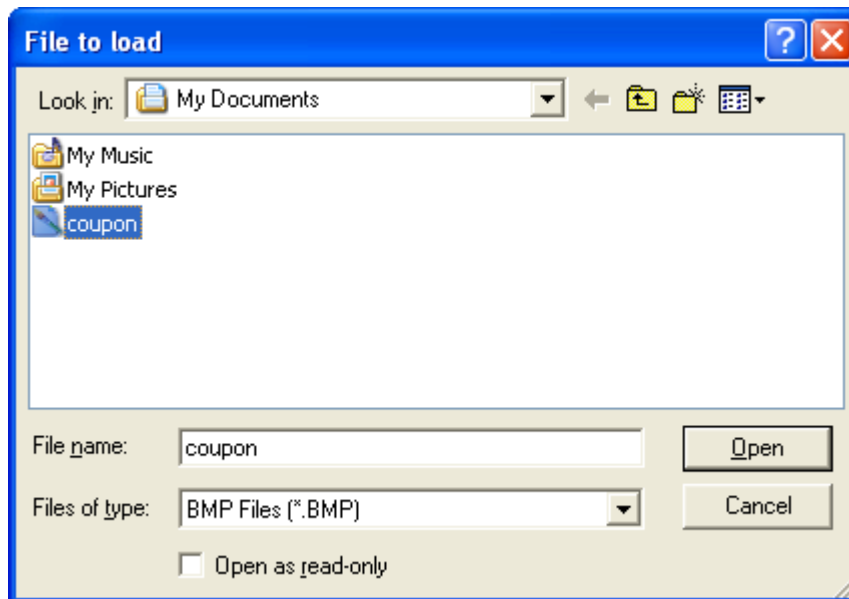 File to load
Look in: My Documents
My Music
My Pictures
coupon
File name: coupon Open
Files of type: BMP Files (*.BMP) Cancel
Open as read-only